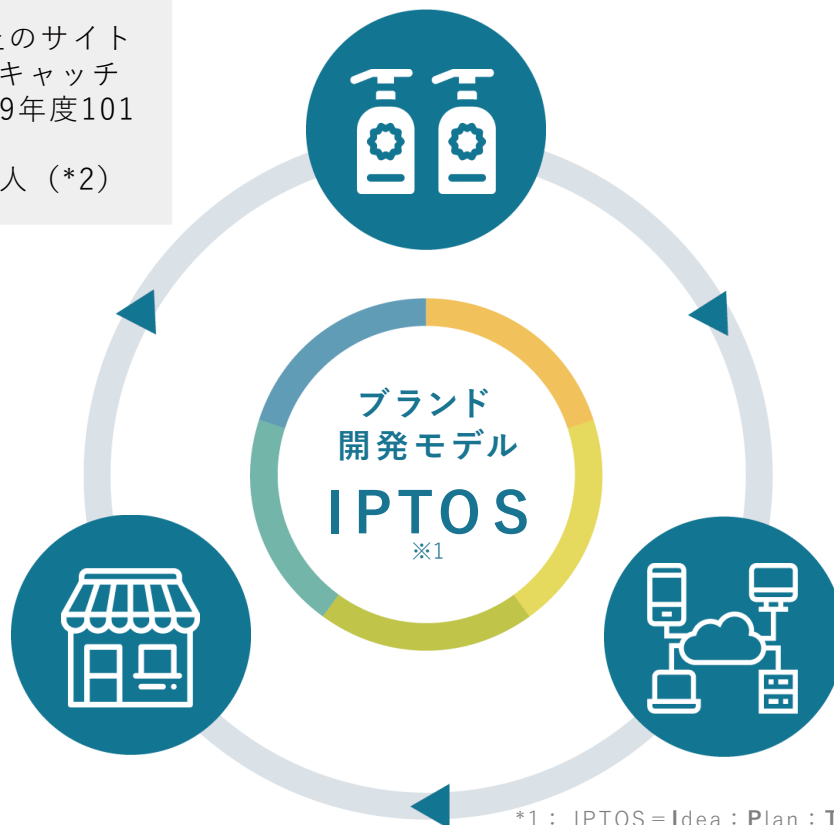 のサイト
キャッチ
9年度101
人（*2）
ブランド
開発モデル
IPTOS
※1
*1： IPTOS＝Idea：Plan：T